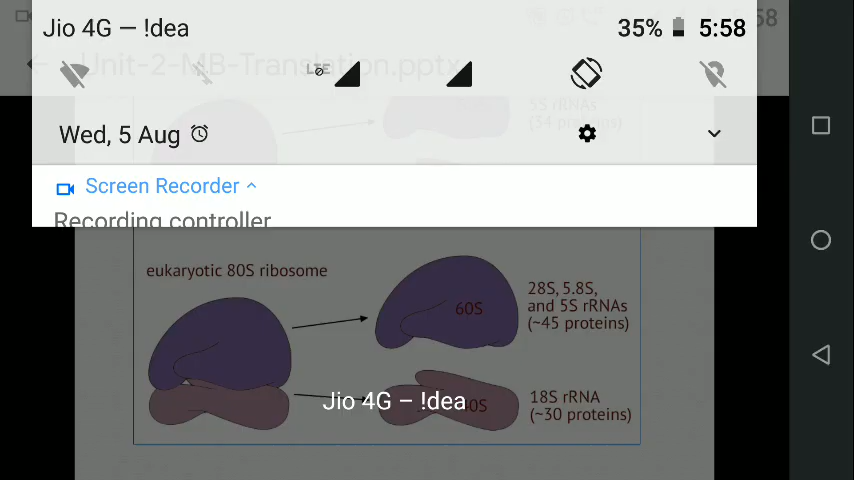 Jio 4G — !dea 35% 5:58
Unit-2-MB-Translation.pptx
LTE
5S rRNAs
(34 proteins)
Wed, 5 Aug
Screen Recorder
Recording controller
eukaryotic 80S ribosome
60S
28S, 5.8S,
and 5S rRNAs
(~45 proteins)
Jio 4G — !dea
40S
18S rRNA
(~30 proteins)